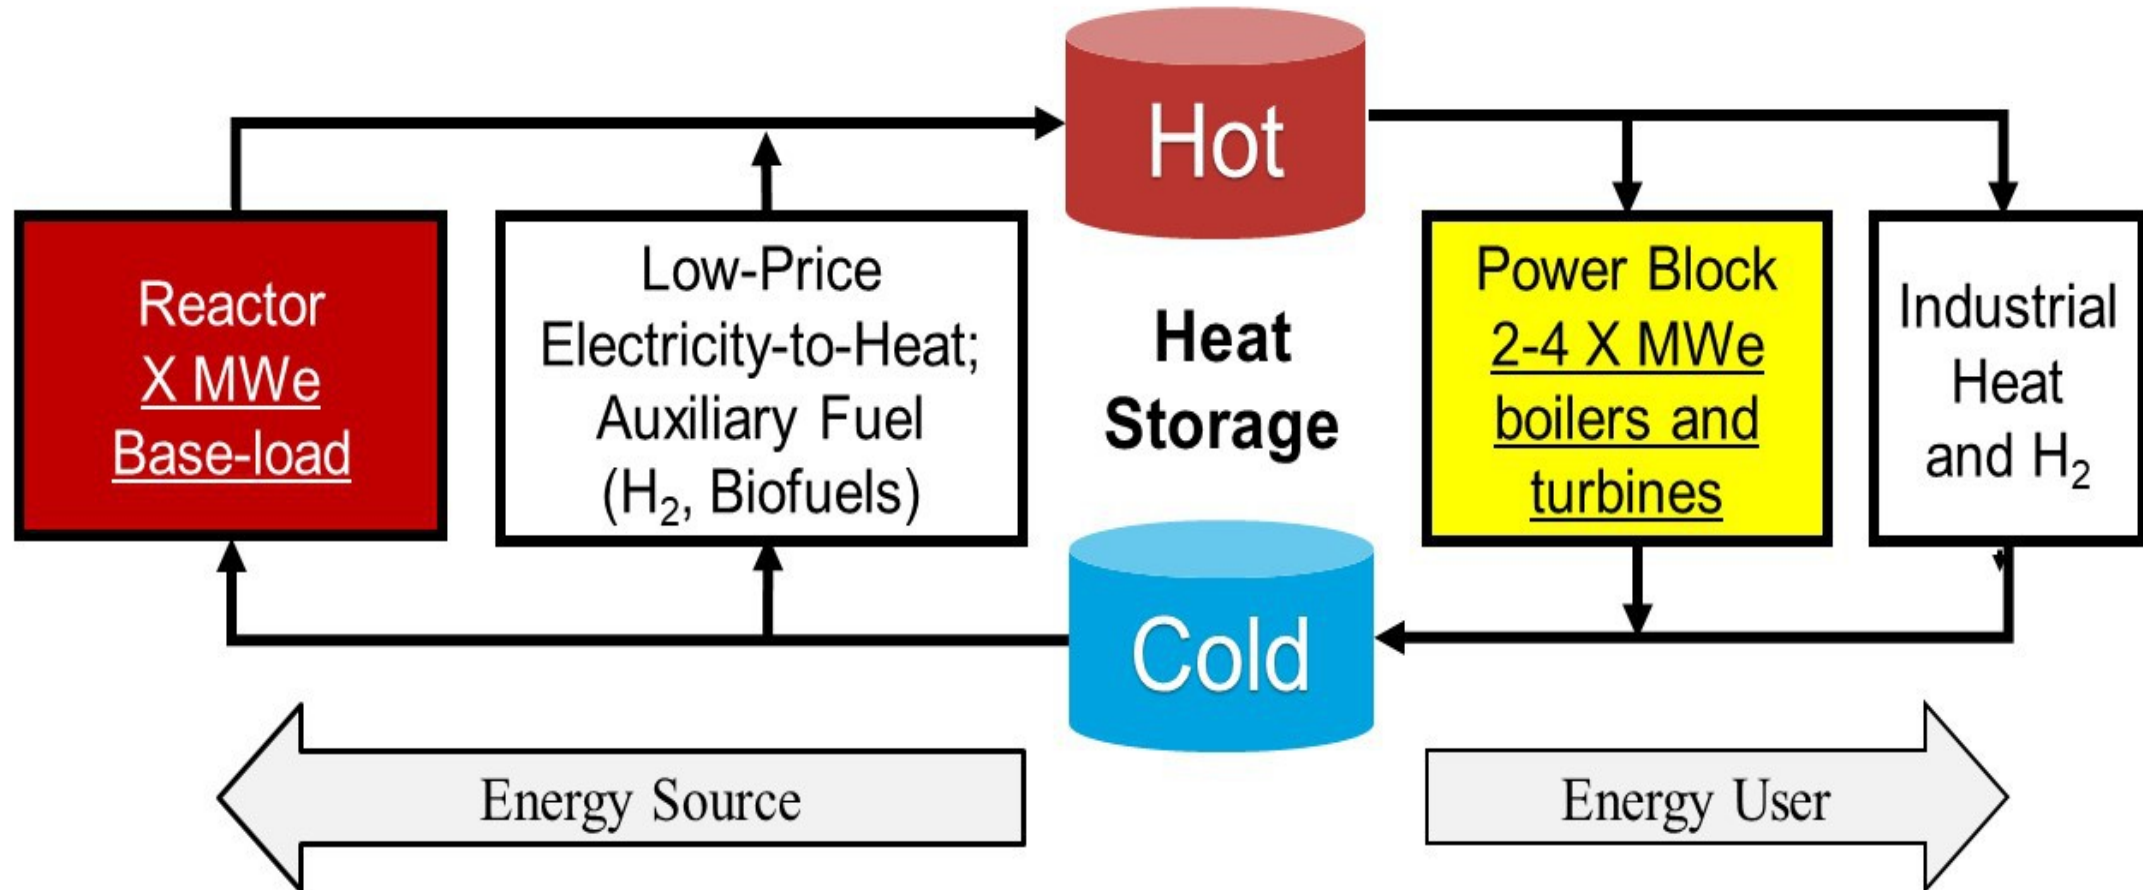 Hot
Reactor
X MWe
Base-load
Low-Price
Electricity-to-Heat;
Auxiliary Fuel
(H₂, Biofuels)
Heat
Storage
Power Block
2-4 X MWe
boilers and
turbines
Industrial
Heat
and H₂
Cold
Energy Source
Energy User